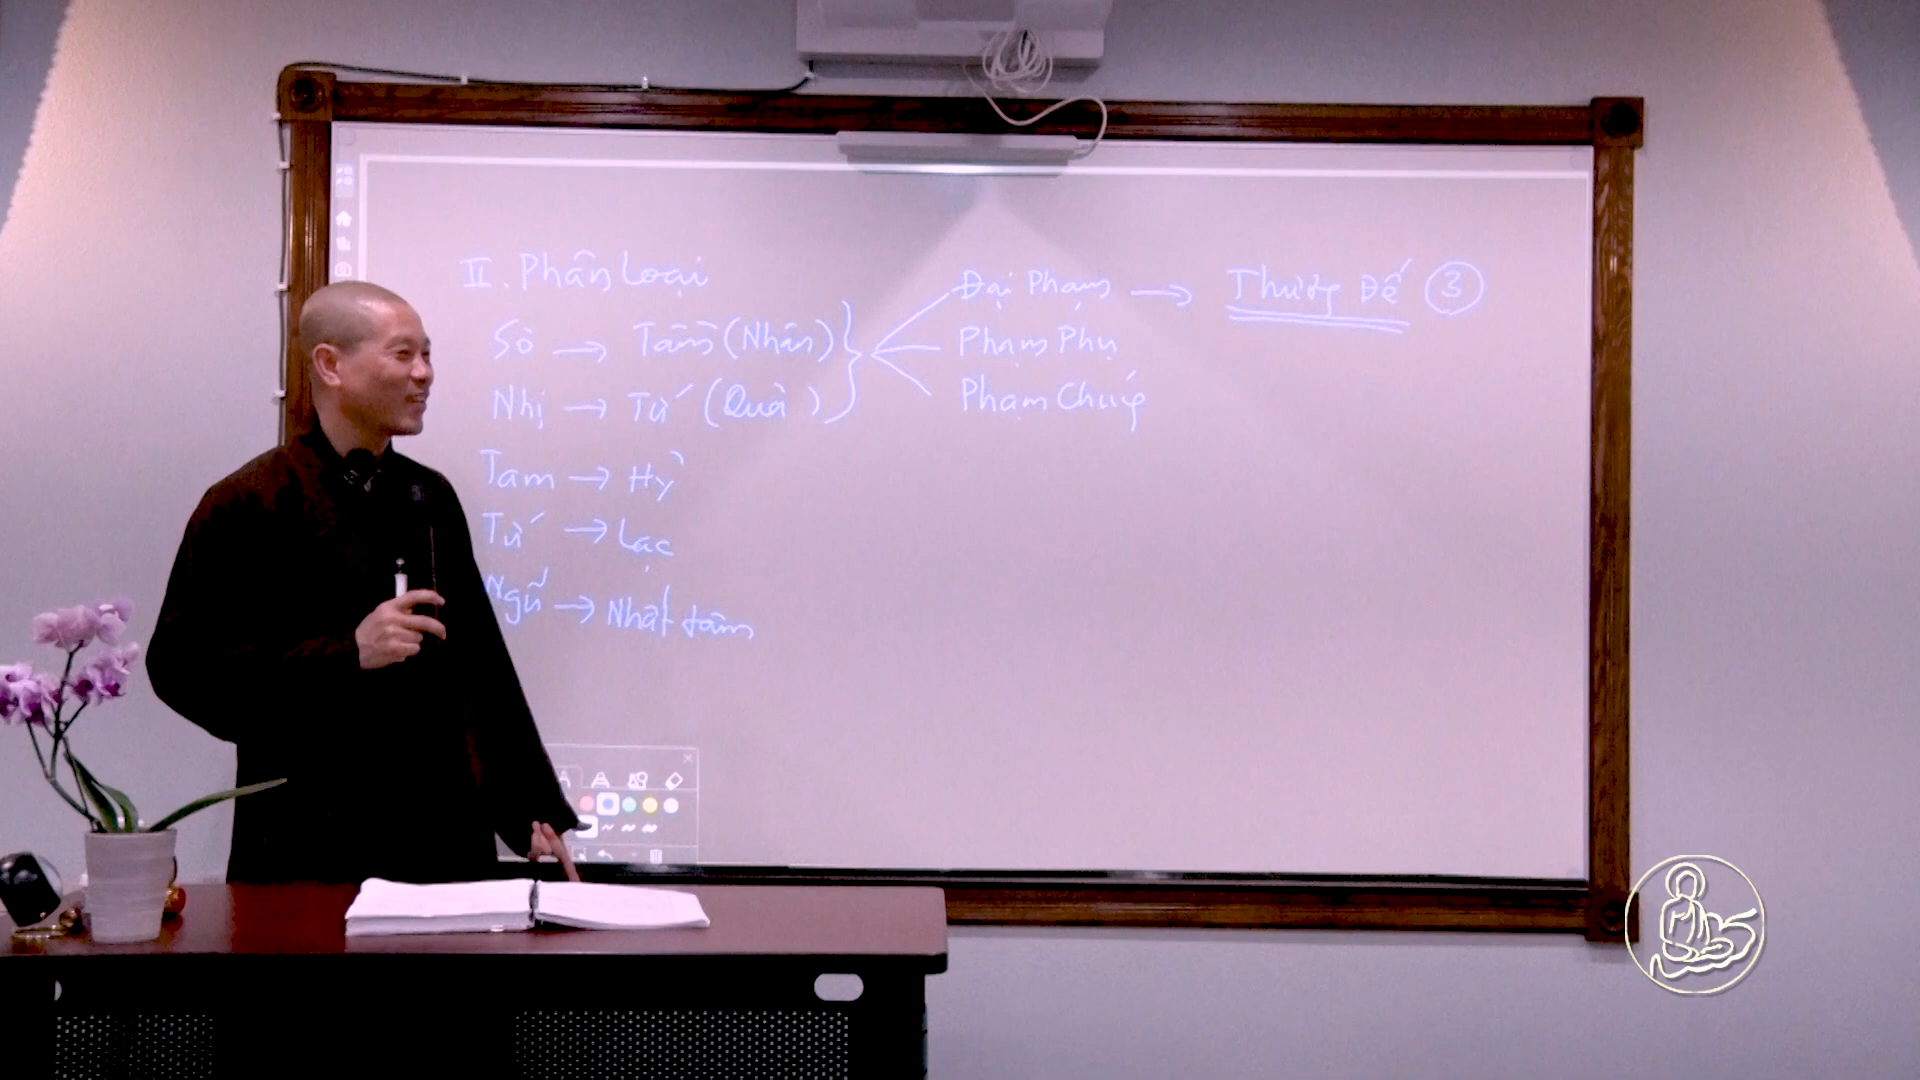 II. Phân loại
Sơ → Tầm (Nhân)
Nhị → Tứ (Quả)
Tam → Hỷ
Tứ → Lạc
Ngũ → Nhất tâm
Đại Phạm → Thượng Đế ③
Phạm Phụ
Phạm Chúng